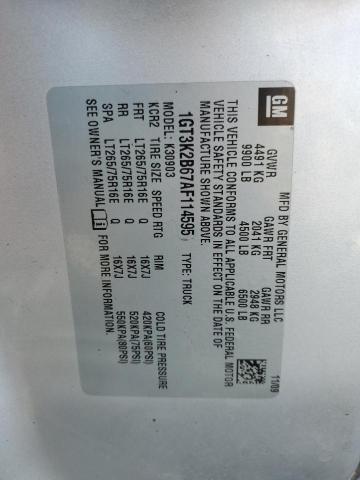 GM
MFD BY GENERAL MOTORS LLC
11/09
GVWR GAWR FRT GAWR RR
4491 KG 2041 KG 2948 KG
9900 LB 4500 LB 6500 LB
THIS VEHICLE CONFORMS TO ALL APPLICABLE U.S. FEDERAL MOTOR
VEHICLE SAFETY STANDARDS IN EFFECT ON THE DATE OF
MANUFACTURE SHOWN ABOVE.
1GT3K2B67AF114595 TYPE: TRUCK
MODEL: K30903
KCR2 TIRE SIZE SPEED RTG RIM COLD TIRE PRESSURE
FRT LT265/75R16E Q 16X7J 420KPA(60PSI)
RR LT265/75R16E Q 16X7J 520KPA(75PSI)
SPA LT265/75R16E Q 16X7J 550KPA(80PSI)
SEE OWNER'S MANUAL FOR MORE INFORMATION.